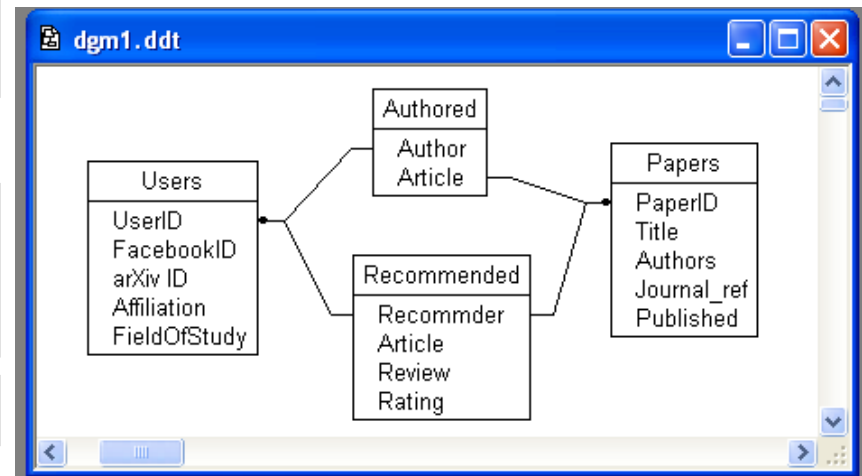 dgm1.ddt
Users
UserID
FacebookID
arXiv ID
Affiliation
FieldOfStudy
Authored
Author
Article
Recommended
Recommder
Article
Review
Rating
Papers
PaperID
Title
Authors
Journal_ref
Published